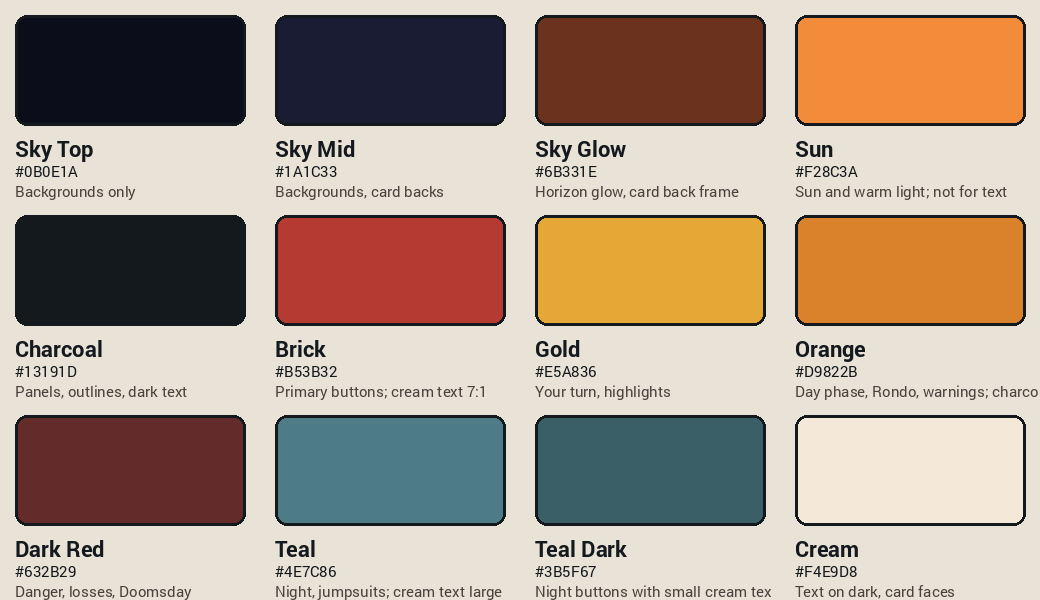 Sky Top
#0B0E1A
Backgrounds only
Sky Mid
#1A1C33
Backgrounds, card backs
Sky Glow
#6B331E
Horizon glow, card back frame
Sun
#F28C3A
Sun and warm light; not for text
Charcoal
#13191D
Panels, outlines, dark text
Brick
#B53B32
Primary buttons; cream text 7:1
Gold
#E5A836
Your turn, highlights
Orange
#D9822B
Day phase, Rondo, warnings; charco
Dark Red
#632B29
Danger, losses, Doomsday
Teal
#4E7C86
Night, jumpsuits; cream text large
Teal Dark
#3B5F67
Night buttons with small cream tex
Cream
#F4E9D8
Text on dark, card faces